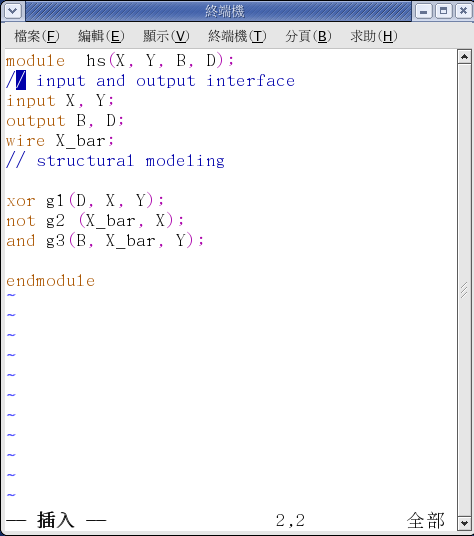 終端機
檔案(F) 編輯(E) 顯示(V) 終端機(T) 分頁(B) 求助(H)
module  hs(X, Y, B, D);
// input and output interface
input X, Y;
output B, D;
wire X_bar;
// structural modeling
xor g1(D, X, Y);
not g2 (X_bar, X);
and g3(B, X_bar, Y);
endmodule
~
~
~
~
~
~
~
~
~
~
~
-- 插入 -- 2,2 全部